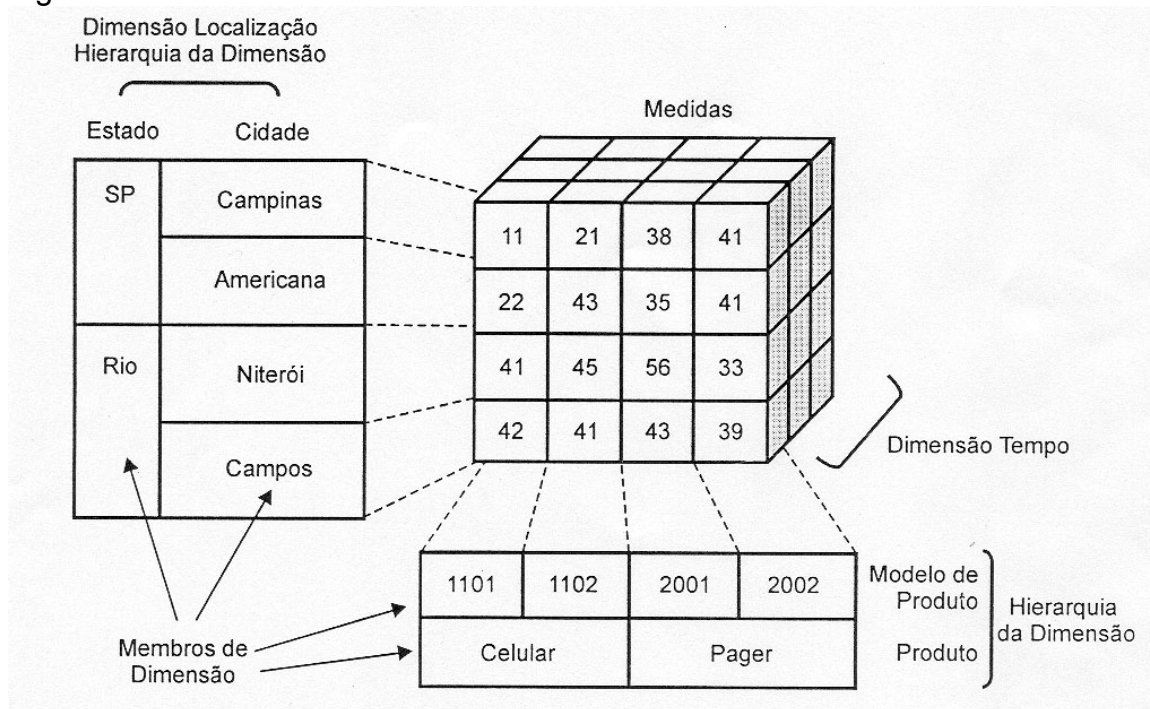 Dimensão Localização
Hierarquia da Dimensão
Estado Cidade
SP Campinas
Americana
Rio Niterói
Campos
Membros de
Dimensão
Medidas
11 21 38 41
22 43 35 41
41 45 56 33
42 41 43 39
Dimensão Tempo
1101 1102 2001 2002
Modelo de
Produto
Celular Pager
Produto
Hierarquia
da Dimensão